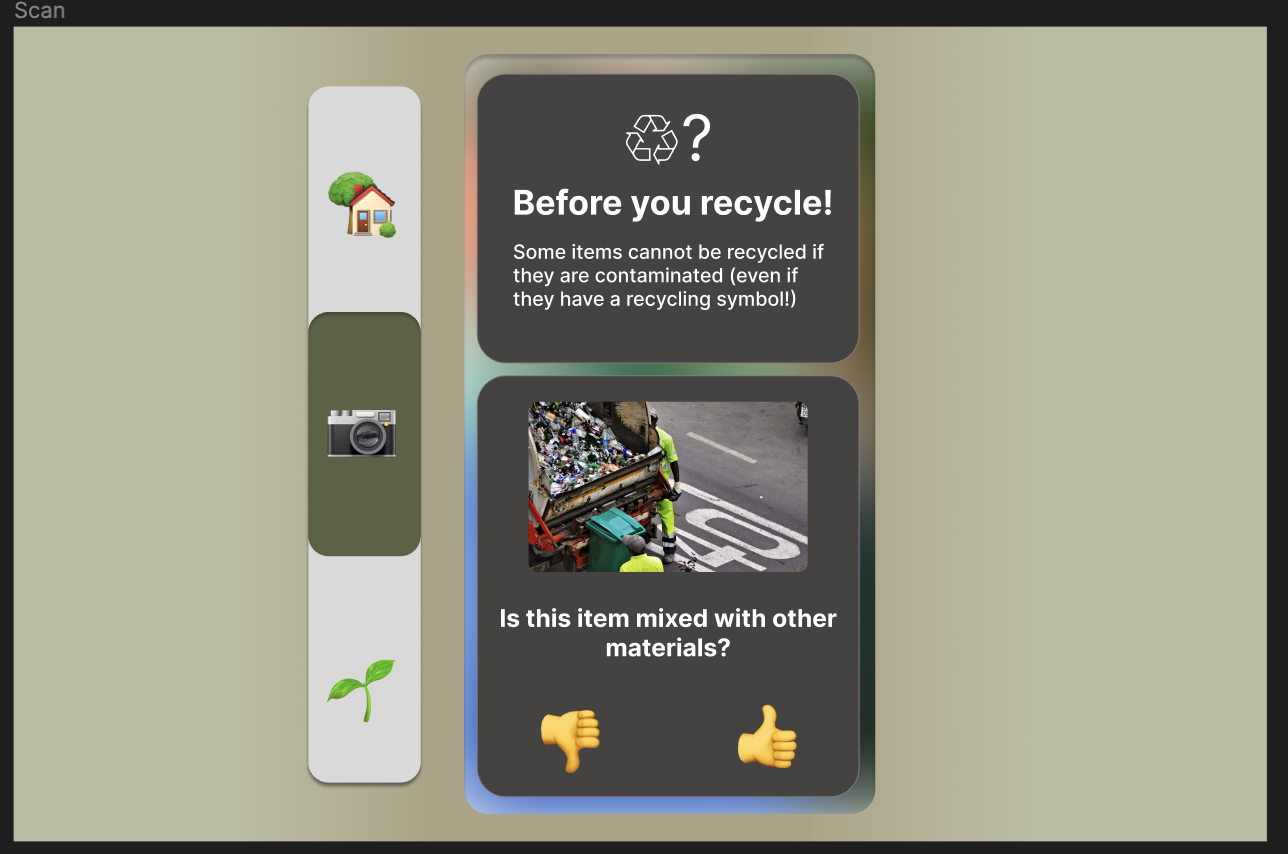 Scan
?
Before you recycle!
Some items cannot be recycled if
they are contaminated (even if
they have a recycling symbol!)
Is this item mixed with other
materials?